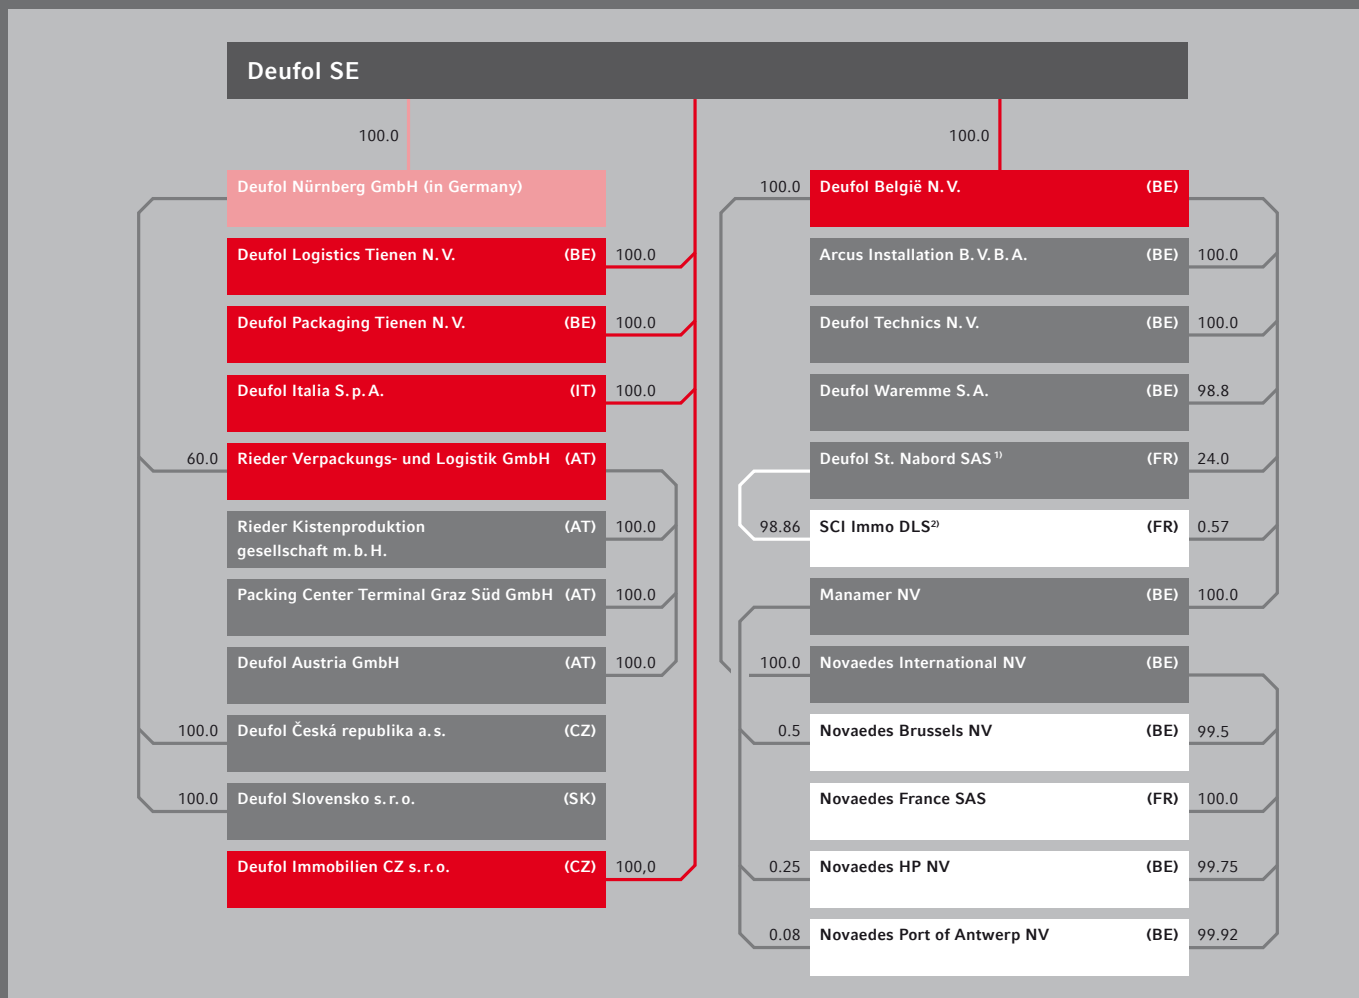 Deufol SE
100.0
100.0
Deufol Nürnberg GmbH (in Germany)
Deufol Logistics Tienen N.V. (BE) 100.0
Deufol Packaging Tienen N.V. (BE) 100.0
Deufol Italia S.p.A. (IT) 100.0
60.0 Rieder Verpackungs- und Logistik GmbH (AT)
Rieder Kistenproduktion (AT) 100.0
gesellschaft m.b.H.
Packing Center Terminal Graz Süd GmbH (AT) 100.0
Deufol Austria GmbH (AT) 100.0
100.0 Deufol Česká republika a.s. (CZ)
100.0 Deufol Slovensko s.r.o. (SK)
Deufol Immobilien CZ s.r.o. (CZ) 100,0
100.0 Deufol België N.V. (BE)
Arcus Installation B.V.B.A. (BE) 100.0
Deufol Technics N.V. (BE) 100.0
Deufol Waremme S.A. (BE) 98.8
Deufol St. Nabord SAS 1) (FR) 24.0
98.86 SCI Immo DLS2) (FR) 0.57
Manamer NV (BE) 100.0
100.0 Novaedes International NV (BE)
0.5 Novaedes Brussels NV (BE) 99.5
Novaedes France SAS (FR) 100.0
0.25 Novaedes HP NV (BE) 99.75
0.08 Novaedes Port of Antwerp NV (BE) 99.92